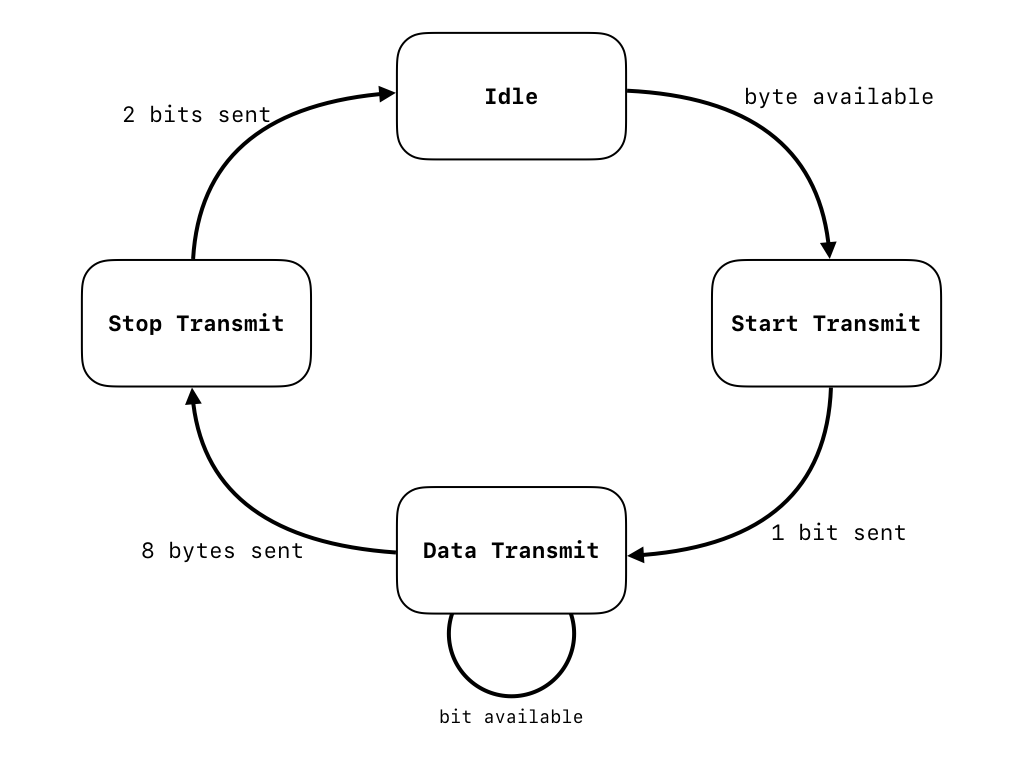 Idle
byte available
2 bits sent
Stop Transmit
Start Transmit
1 bit sent
8 bytes sent
Data Transmit
bit available